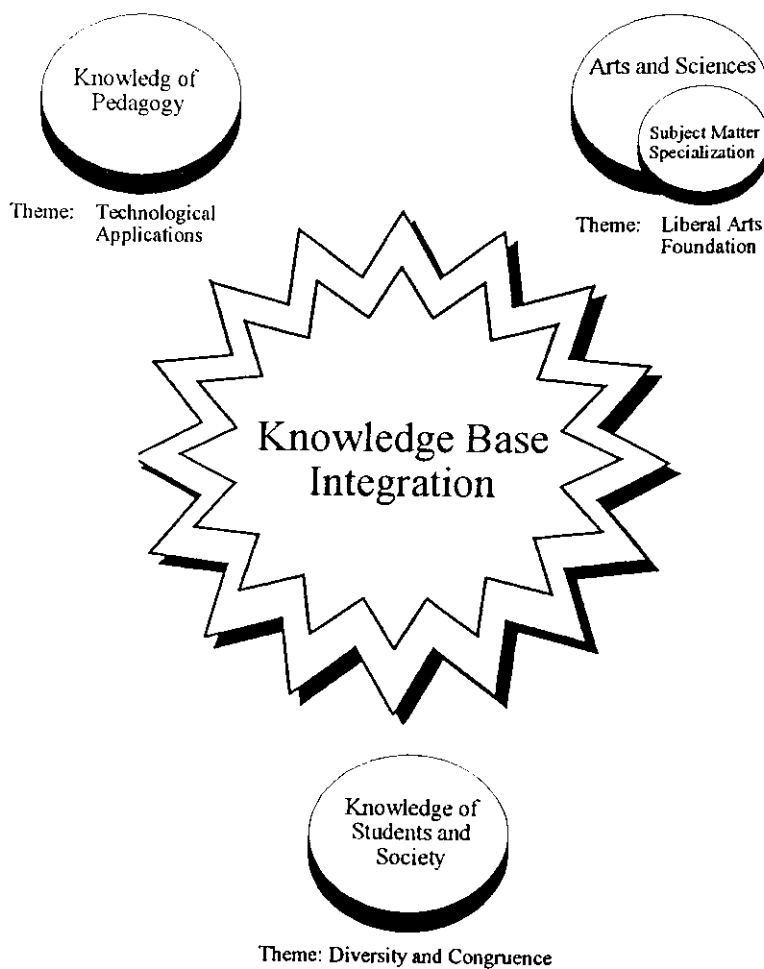 Knowledg of
Pedagogy
Theme: Technological
Applications
Arts and Sciences
Subject Matter
Specialization
Theme: Liberal Arts
Foundation
Knowledge Base
Integration
Knowledge of
Students and
Society
Theme: Diversity and Congruence